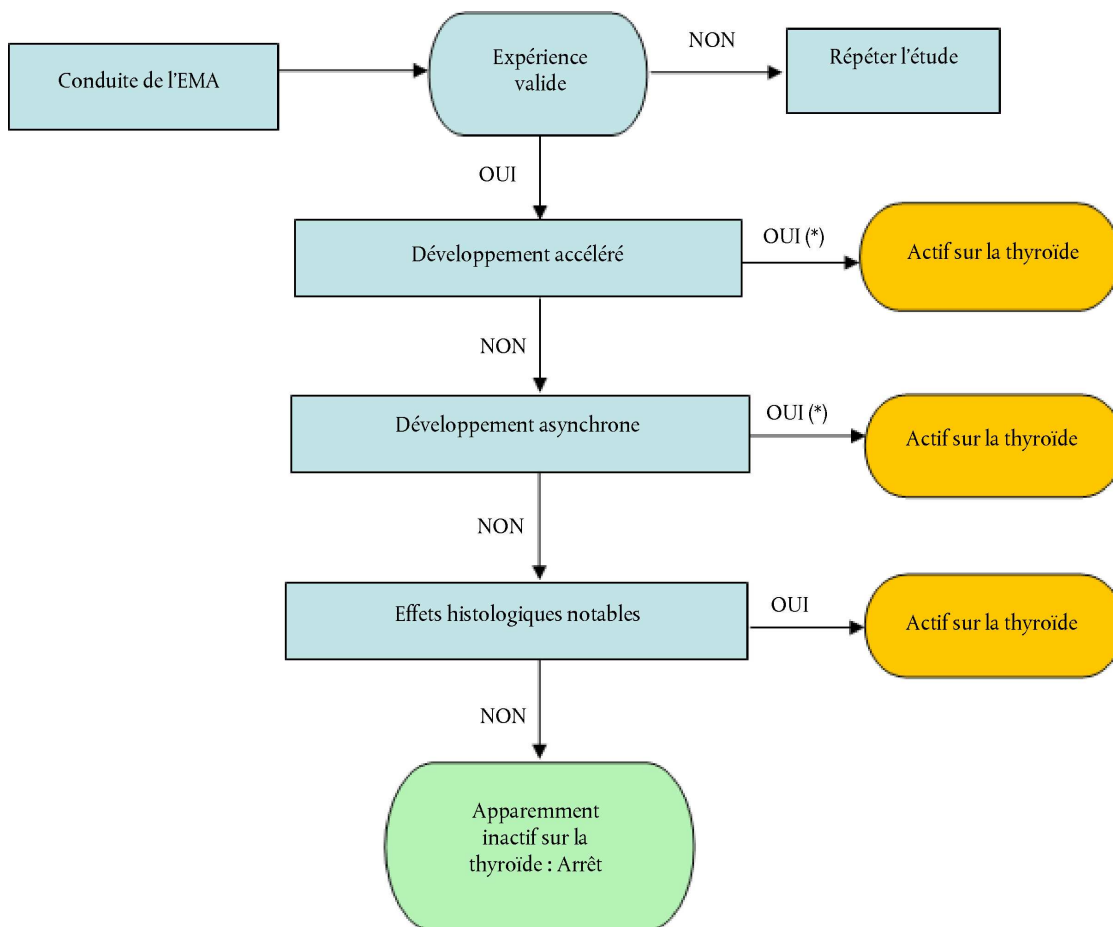 Conduite de l'EMA
Expérience
valide
NON
Répéter l'étude
OUI
Développement accéléré
OUI (*)
Actif sur la thyroïde
NON
Développement asynchrone
OUI (*)
Actif sur la thyroïde
NON
Effets histologiques notables
OUI
Actif sur la thyroïde
NON
Apparemment
inactif sur la
thyroïde : Arrêt